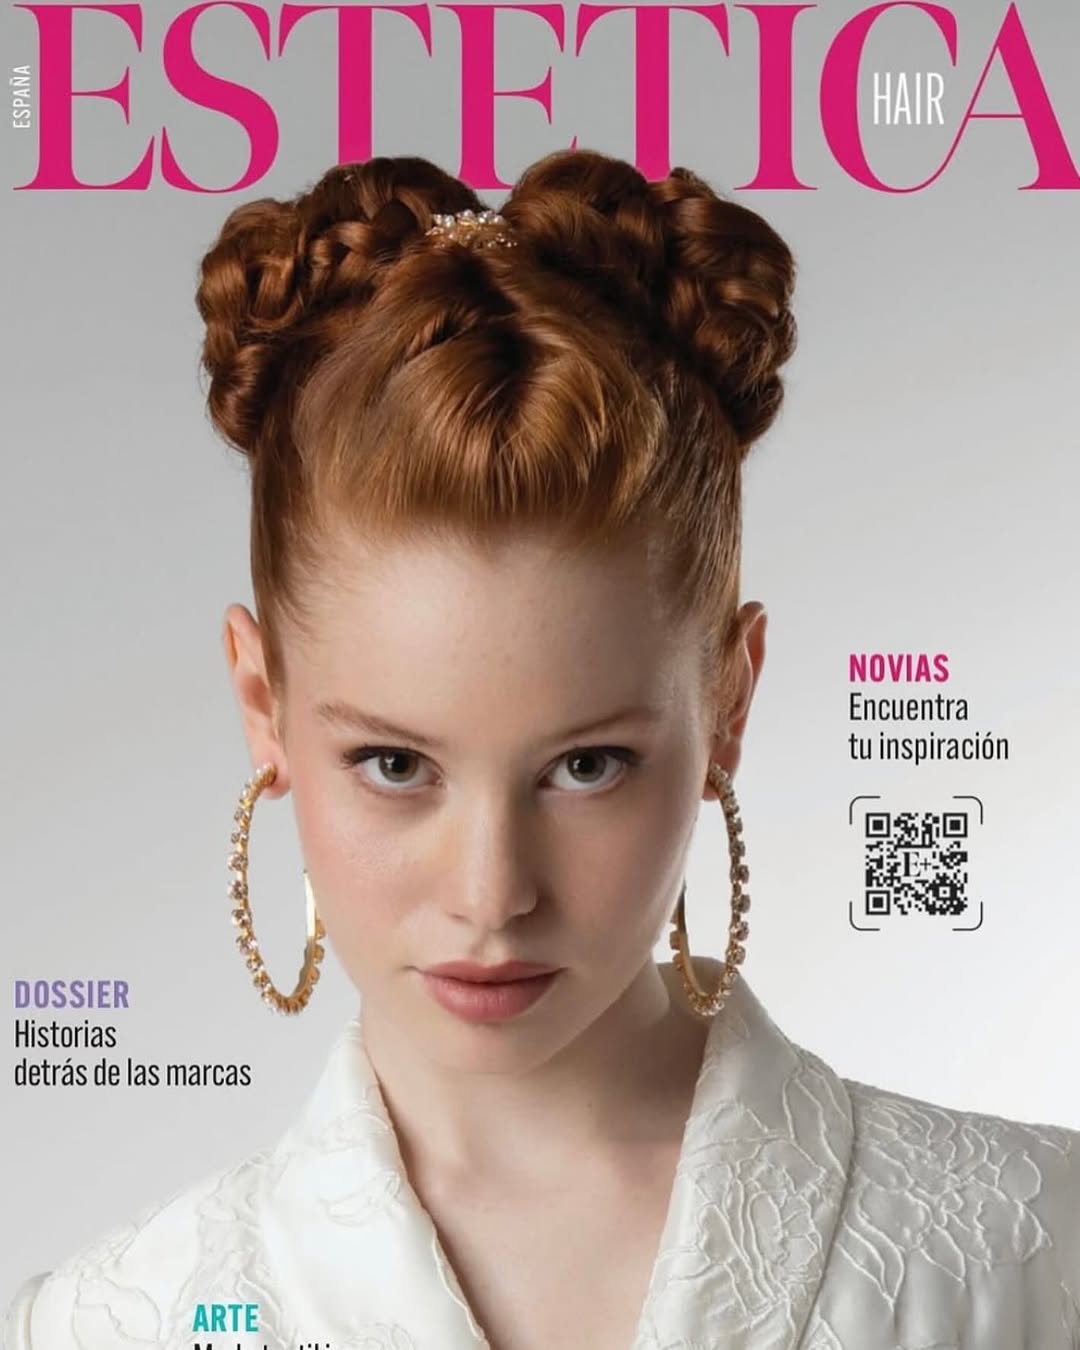 ESPAÑA
ESTETICA
HAIR
NOVIAS
Encuentra
tu inspiración
E+
DOSSIER
Historias
detrás de las marcas
ARTE